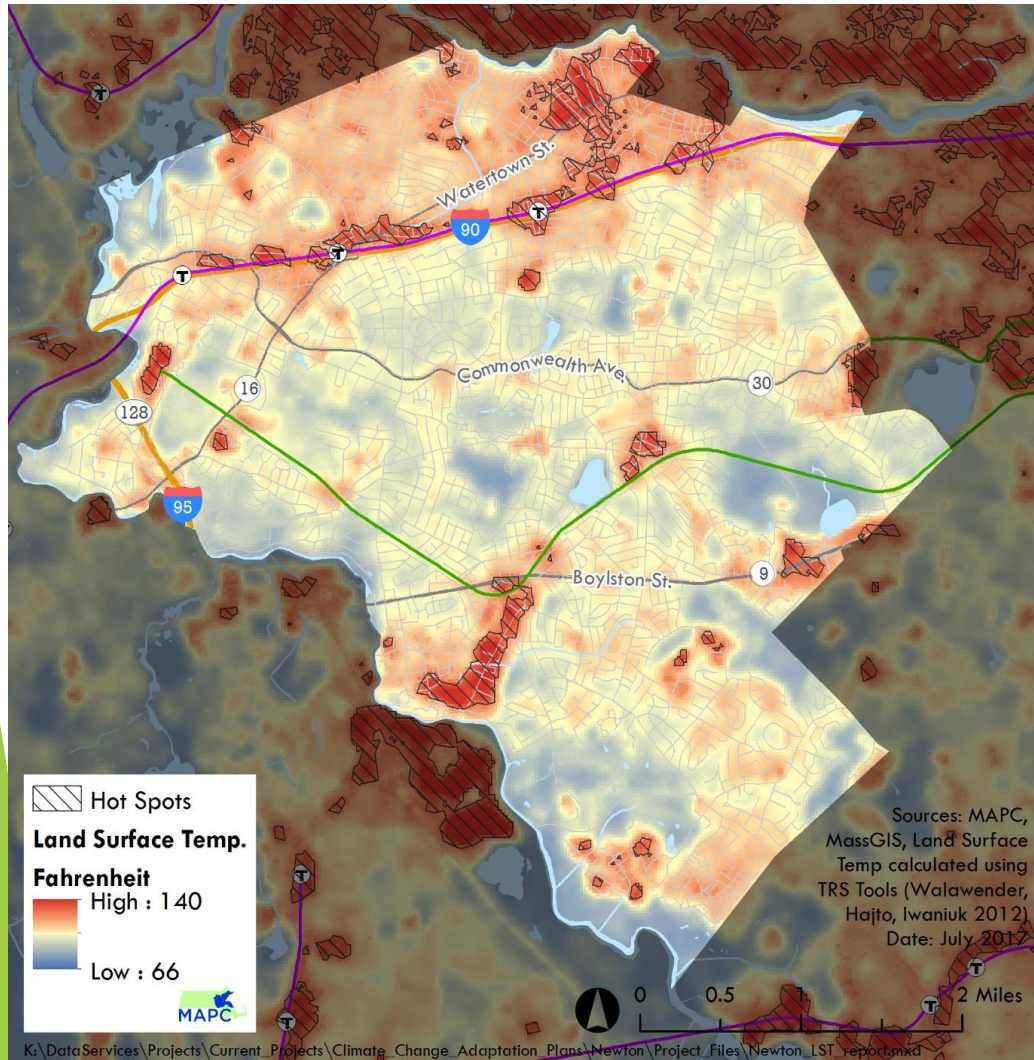 T
Watertown St.
90
T
T
T
Commonwealth Ave.
30
16
128
95
Boylston St.
9
Hot Spots
Land Surface Temp.
Fahrenheit
High : 140
Low : 66
MAPC
Sources: MAPC,
MassGIS, Land Surface
Temp calculated using
TRS Tools (Walawender,
Hajto, Iwaniuk 2012)
Date: July 2017
T
T
T
T
0 0.5 1 2 Miles
K:\DataServices\Projects\Current_Projects\Climate_Change_Adaptation_Plans\Newton\Project_Files\Newton_LST_report.mxd